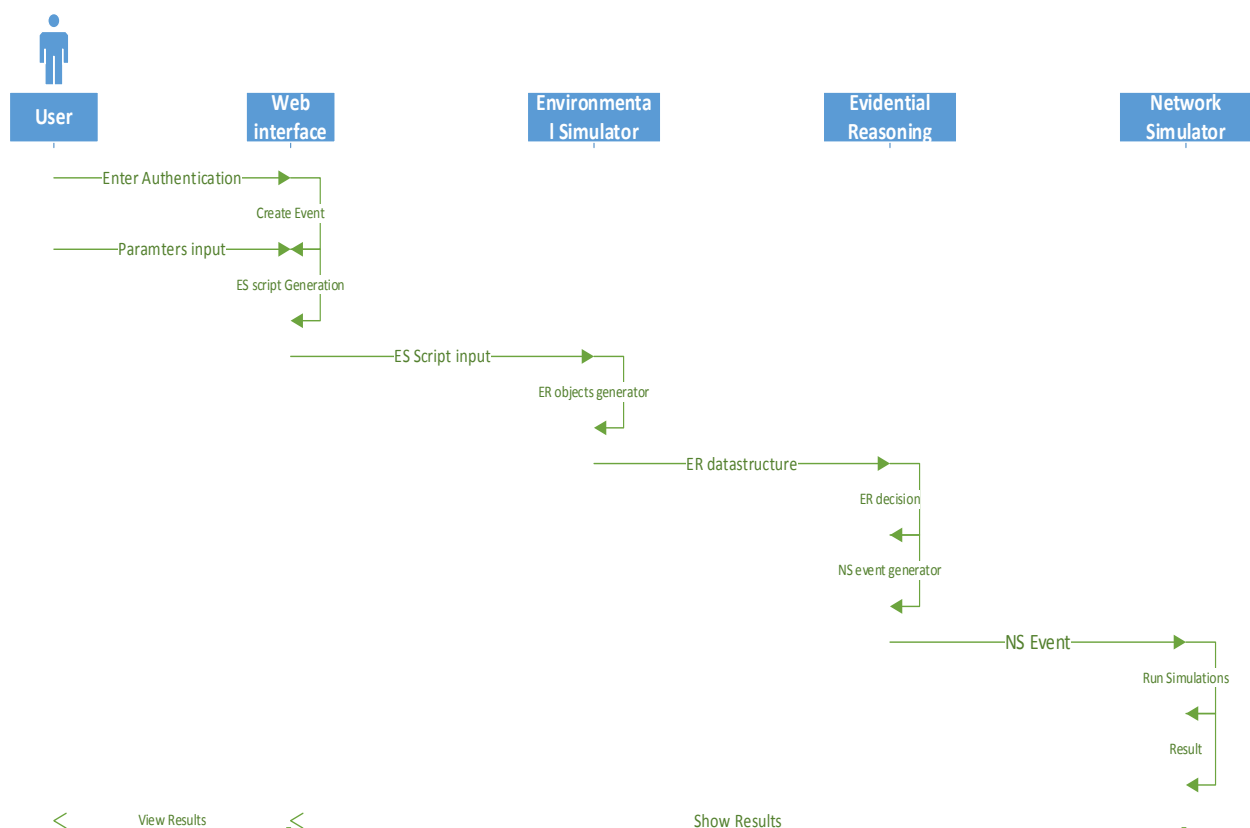 User
Web
interface
Environmenta
l Simulator
Evidential
Reasoning
Network
Simulator
Enter Authentication
Create Event
Paramters input
ES script Generation
ES Script input
ER objects generator
ER datastructure
ER decision
NS event generator
NS Event
Run Simulations
Result
View Results
Show Results